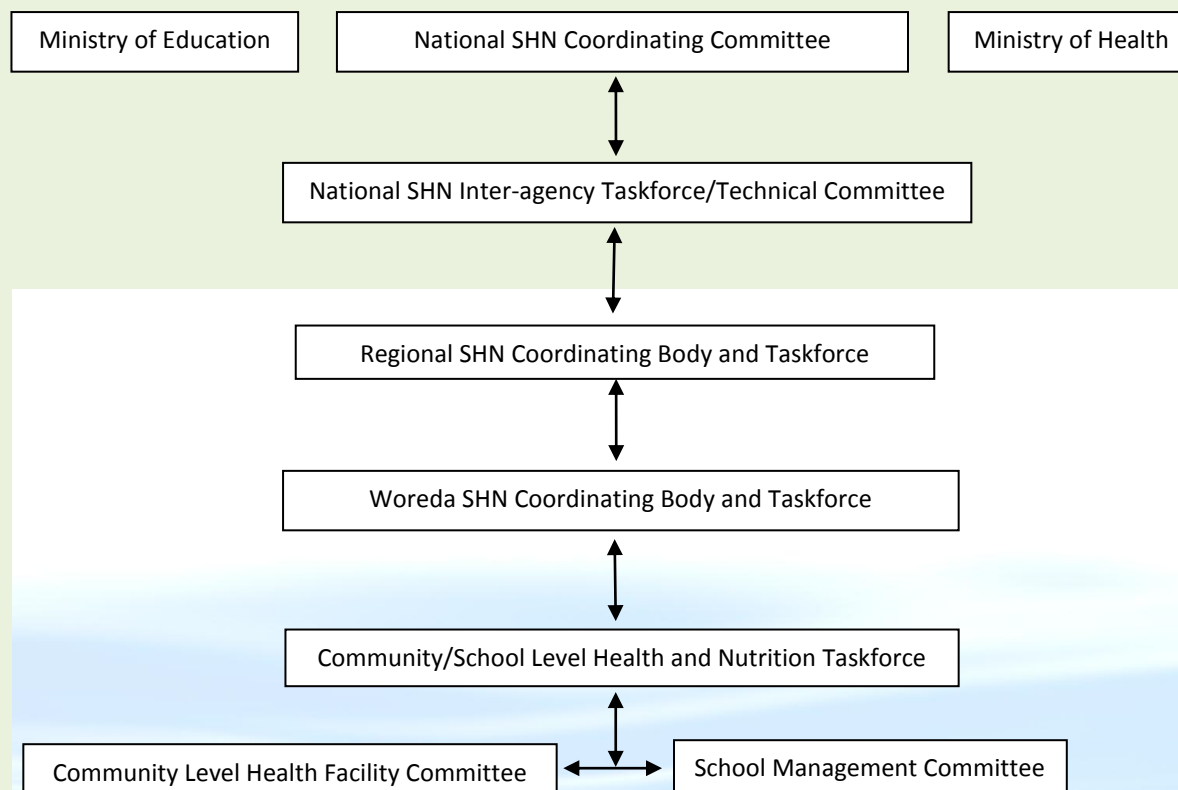 Ministry of Education
National SHN Coordinating Committee
Ministry of Health
National SHN Inter-agency Taskforce/Technical Committee
Regional SHN Coordinating Body and Taskforce
Woreda SHN Coordinating Body and Taskforce
Community/School Level Health and Nutrition Taskforce
Community Level Health Facility Committee
School Management Committee